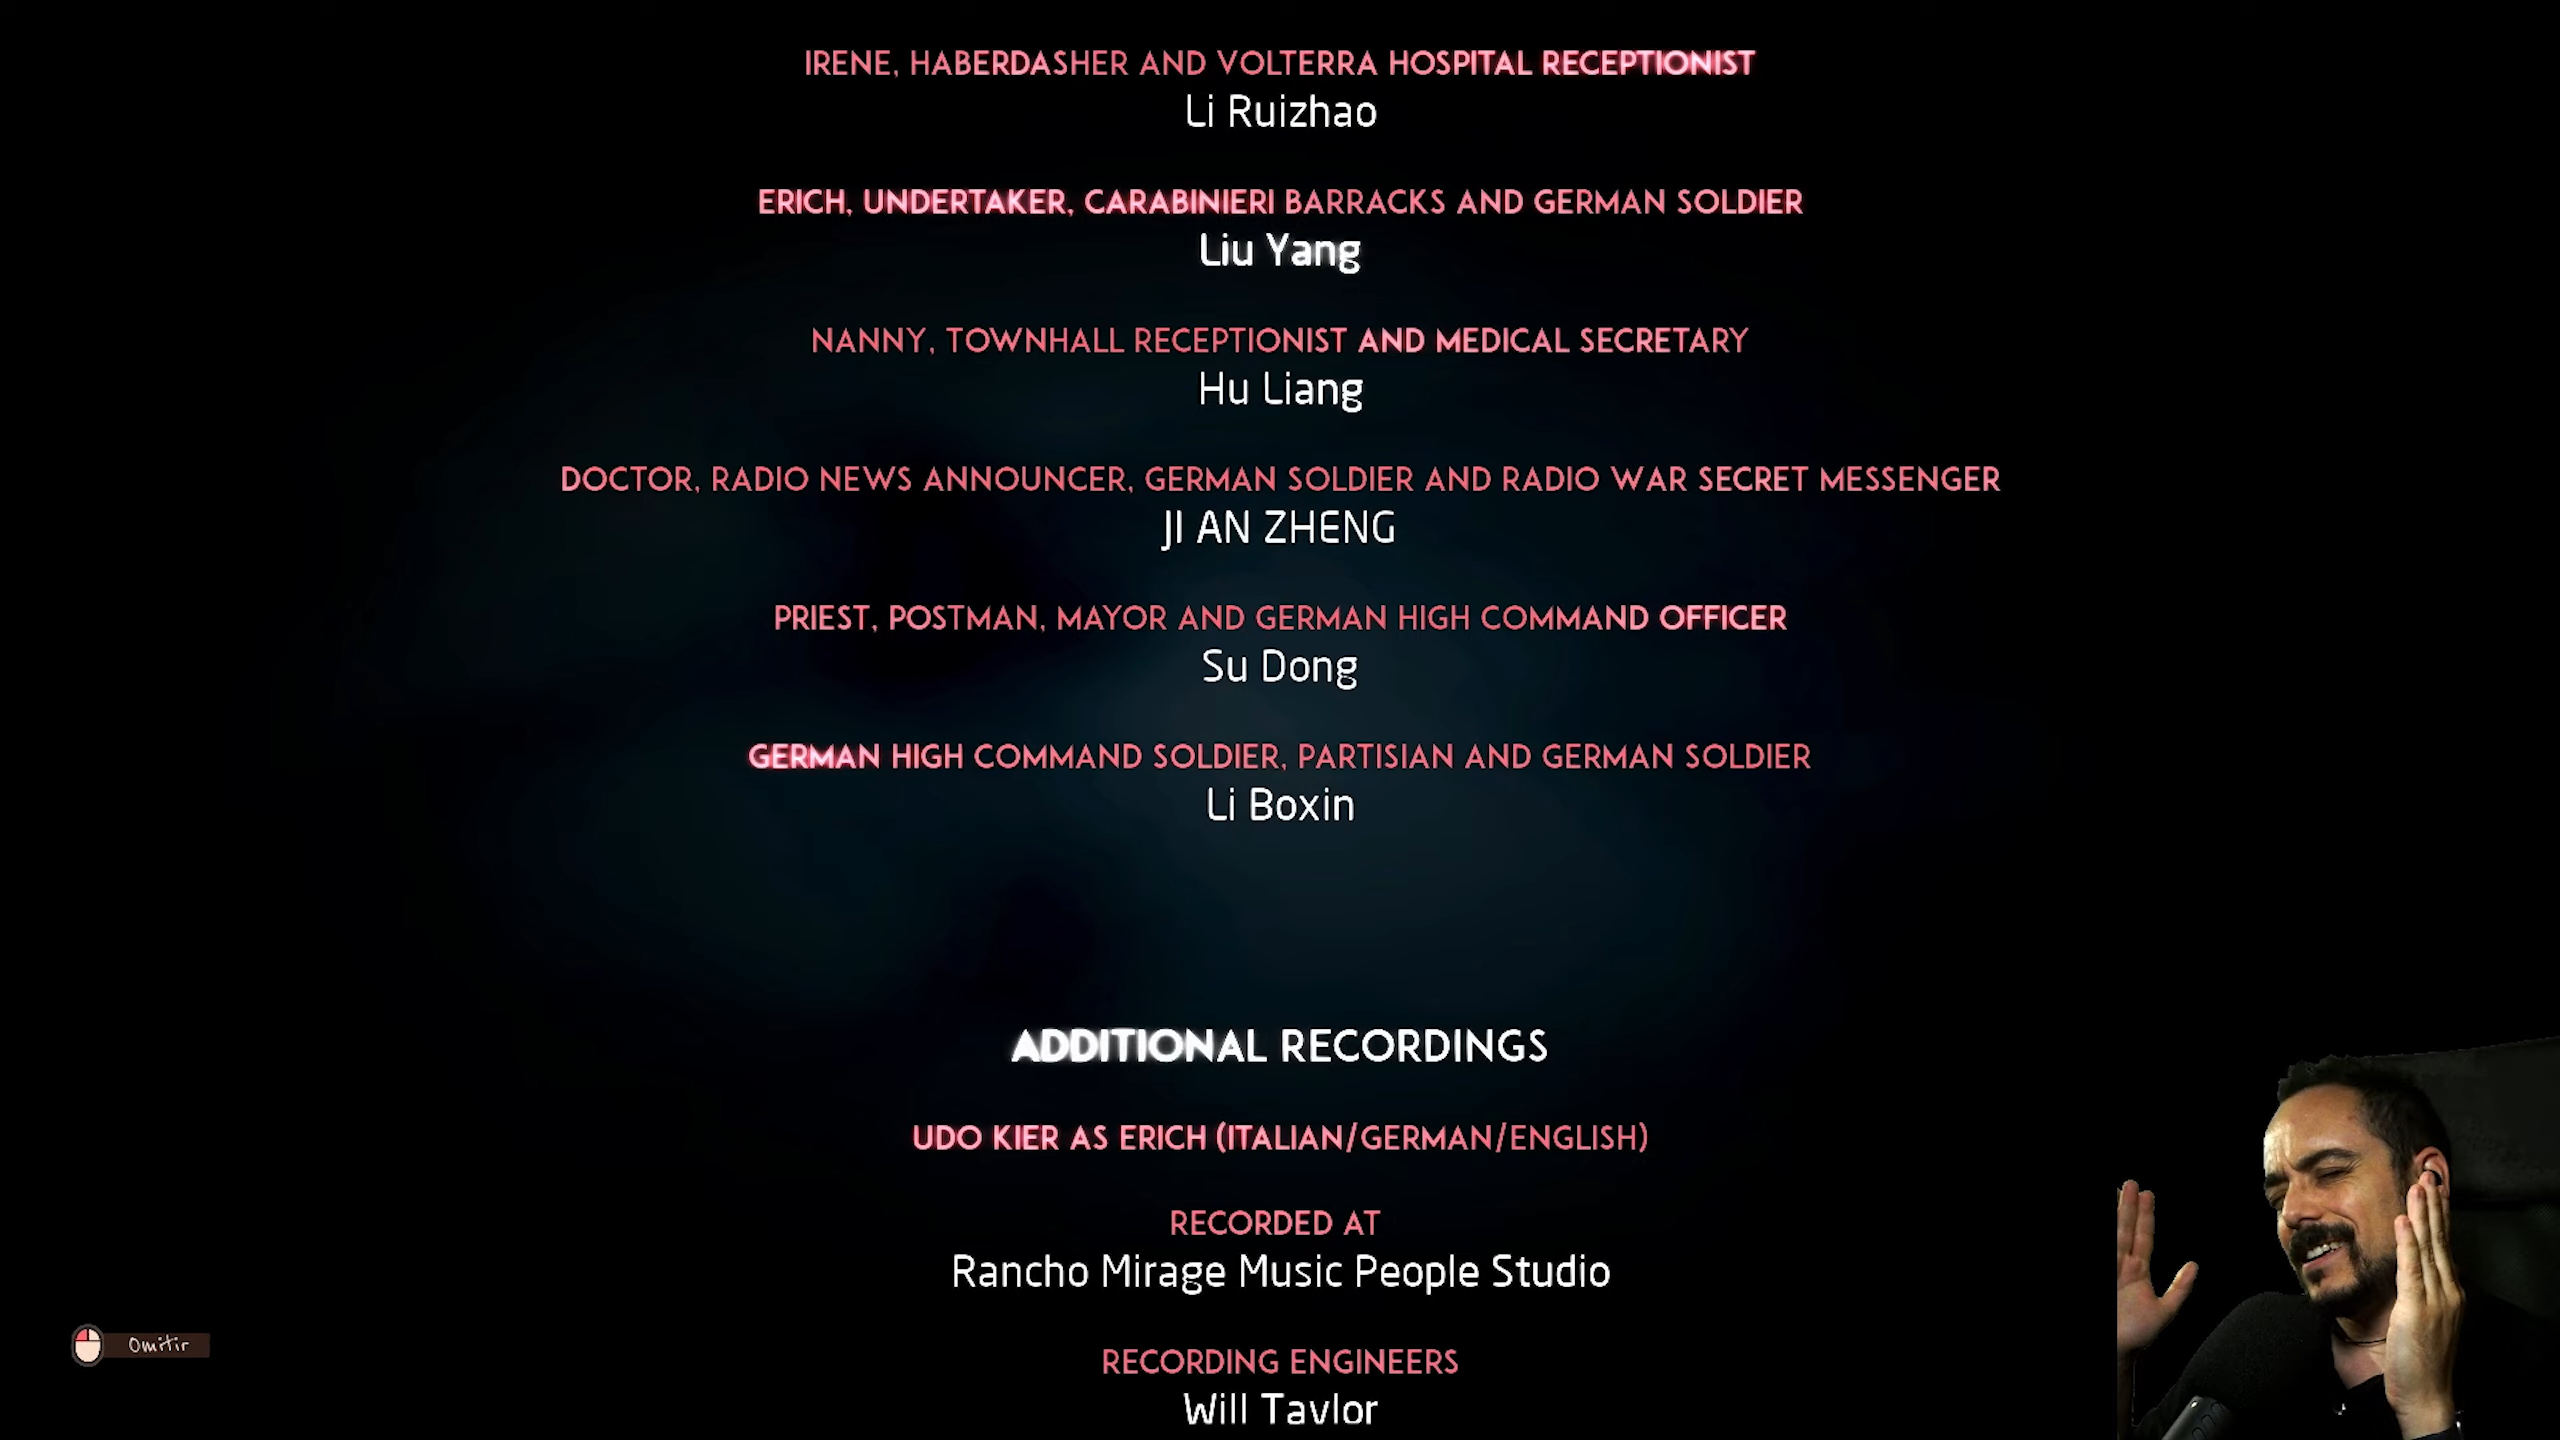 IRENE, HABERDASHER AND VOLTERRA HOSPITAL RECEPTIONIST
Li Ruizhao
ERICH, UNDERTAKER, CARABINIERI BARRACKS AND GERMAN SOLDIER
Liu Yang
NANNY, TOWNHALL RECEPTIONIST AND MEDICAL SECRETARY
Hu Liang
DOCTOR, RADIO NEWS ANNOUNCER, GERMAN SOLDIER AND RADIO WAR SECRET MESSENGER
JI AN ZHENG
PRIEST, POSTMAN, MAYOR AND GERMAN HIGH COMMAND OFFICER
Su Dong
GERMAN HIGH COMMAND SOLDIER, PARTISIAN AND GERMAN SOLDIER
Li Boxin
ADDITIONAL RECORDINGS
UDO KIER AS ERICH (ITALIAN/GERMAN/ENGLISH)
RECORDED AT
Rancho Mirage Music People Studio
Omitir
RECORDING ENGINEERS
Will Taylor